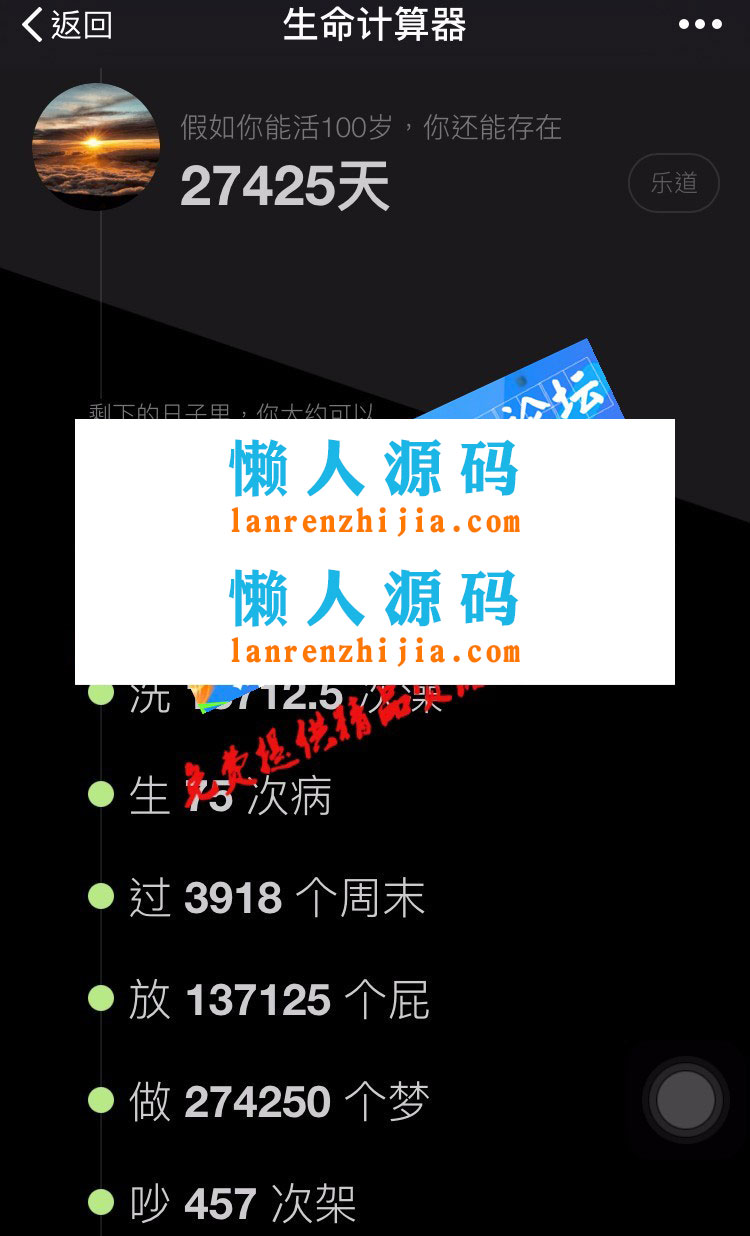 返回
生命计算器
假如你能活100岁，你还能存在
27425天
乐道
剩下的日子里，你大约可以
论坛
懒人源码
lanrenzhijia.com
懒人源码
lanrenzhijia.com
洗 13712.5 次澡
免费提供精品资源
生 75 次病
过 3918 个周末
放 137125 个屁
做 274250 个梦
吵 457 次架